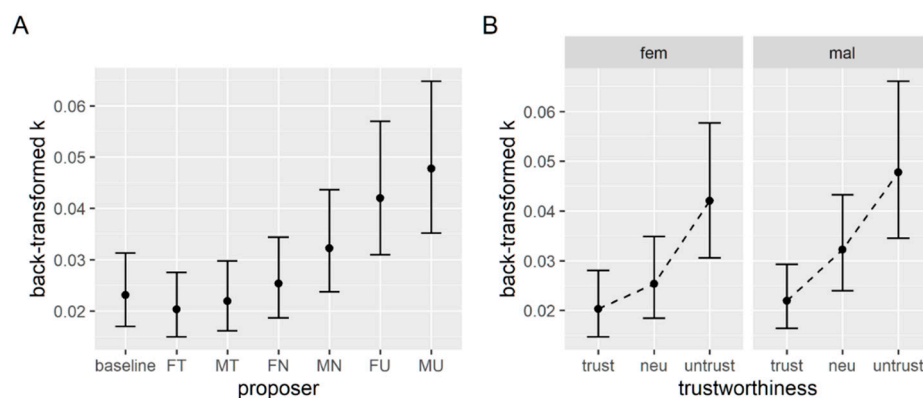 A
back-transformed k
0.06
0.05
0.04
0.03
0.02
baseline FT MT FN MN FU MU
proposer
B
fem mal
back-transformed k
0.06
0.05
0.04
0.03
0.02
trust neu untrust trust neu untrust
trustworthiness